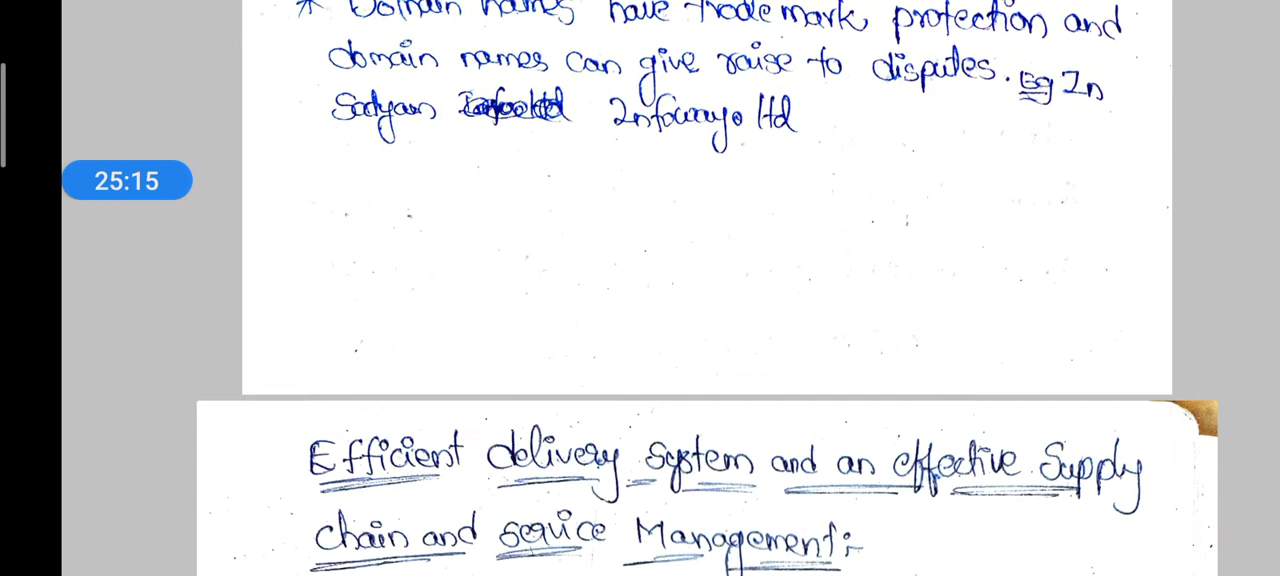 * Domain names have trade mark protection and
domain names can give raise to disputes. Eg In
Satyam Infoways ltd
25:15
Efficient delivery system and an effective Supply
chain and service Management:-